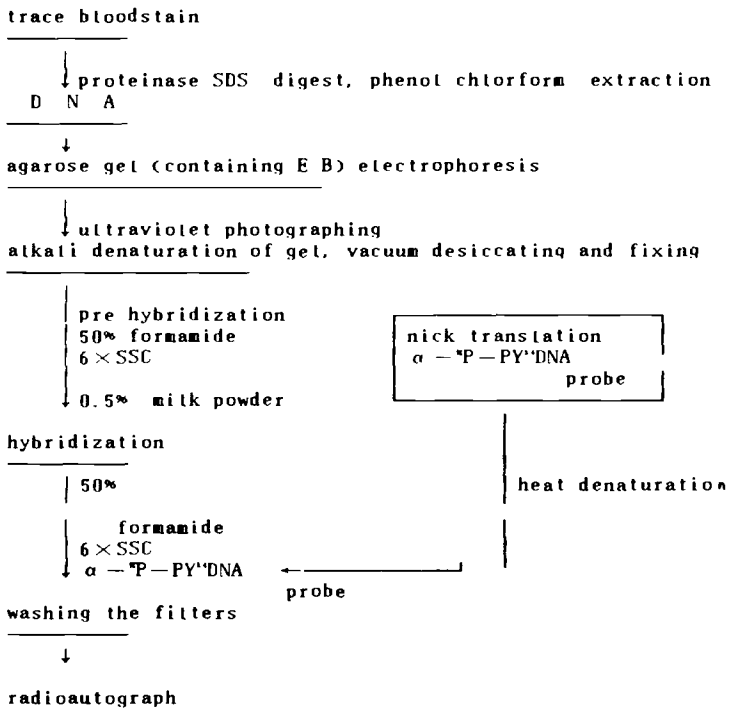 trace bloodstain
proteinase SDS digest, phenol chlorform extraction
D N A
agarose gel (containing E B) electrophoresis
ultraviolet photographing
alkali denaturation of gel, vacuum desiccating and fixing
pre hybridization
50% formamide
6×SSC
0.5% milk powder
nick translation
α - P-PY DNA
probe
hybridization
50%
heat denaturation
formamide
6×SSC
α - P-PY DNA
probe
washing the filters
radioautograph